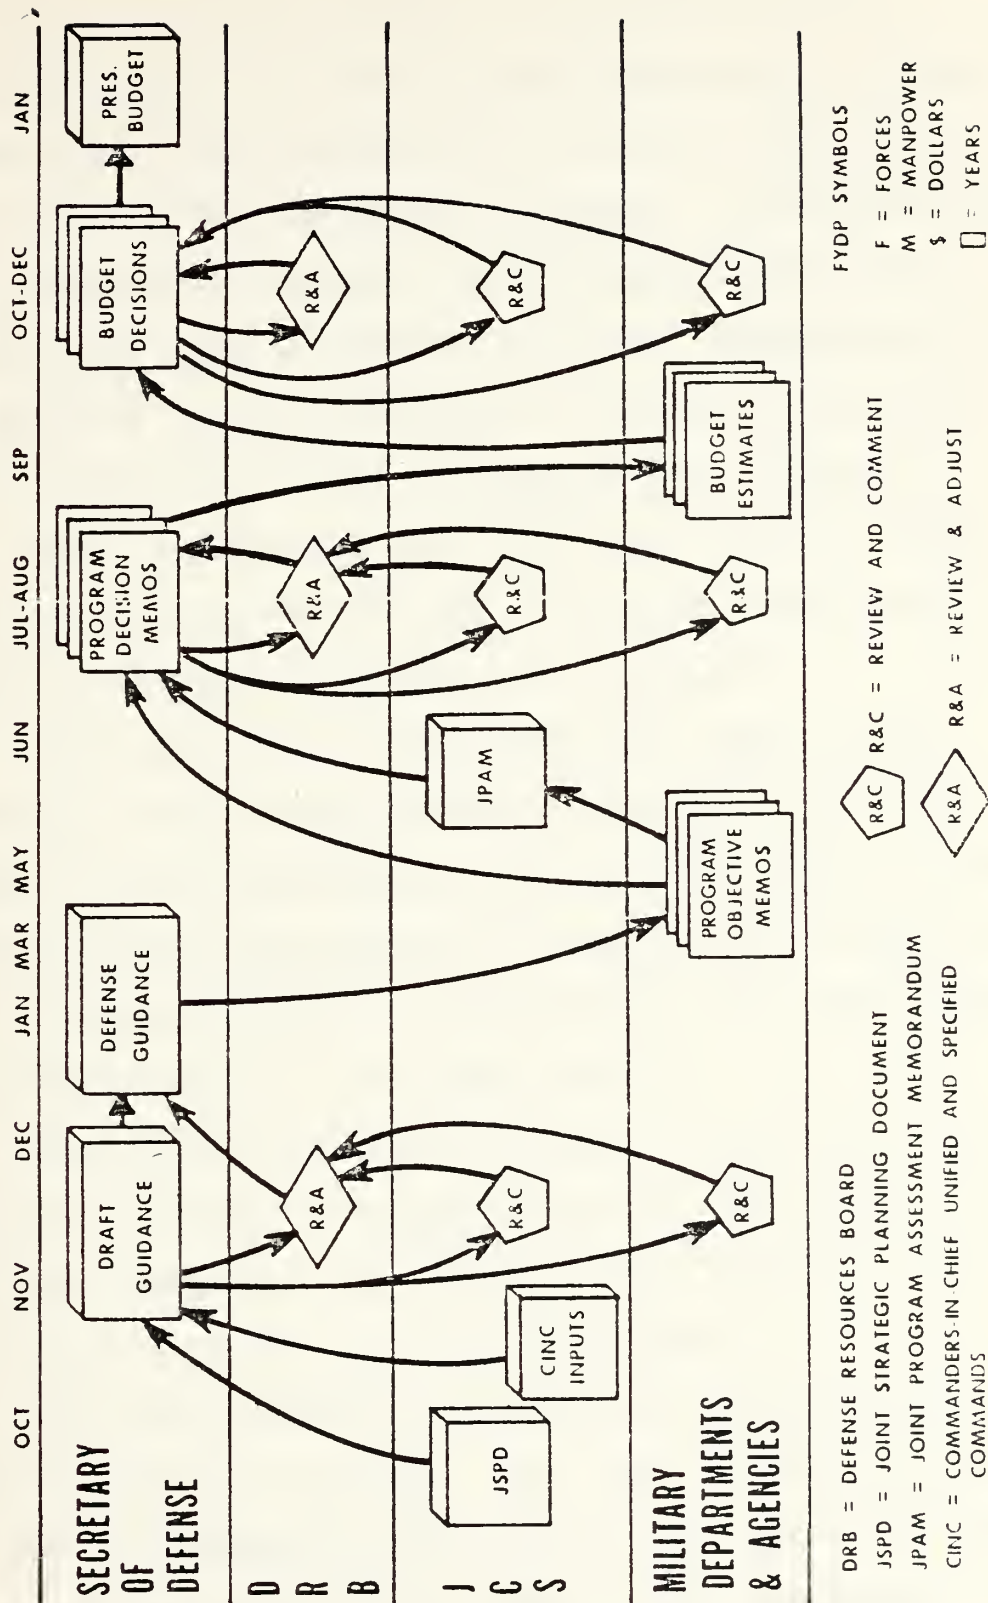 OCT
NOV
DEC
JAN
MAR
MAY
JUN
JUL-AUG
SEP
OCT-DEC
JAN
SECRETARY
OF
DEFENSE
DRAFT
GUIDANCE
DEFENSE
GUIDANCE
PROGRAM
DECISION
MEMOS
BUDGET
DECISIONS
PRES.
BUDGET
D
R
B
R&A
R&A
R&A
J
C
S
JSPD
CINC
INPUTS
R&C
JPAM
R&C
R&C
MILITARY
DEPARTMENTS
& AGENCIES
R&C
PROGRAM
OBJECTIVE
MEMOS
R&C
BUDGET
ESTIMATES
R&C
DRB = DEFENSE RESOURCES BOARD
JSPD = JOINT STRATEGIC PLANNING DOCUMENT
JPAM = JOINT PROGRAM ASSESSMENT MEMORANDUM
CINC = COMMANDERS-IN-CHIEF UNIFIED AND SPECIFIED
COMMANDS
R&C R&C = REVIEW AND COMMENT
R&A R&A = REVIEW & ADJUST
FYDP SYMBOLS
F = FORCES
M = MANPOWER
$ = DOLLARS
[] = YEARS